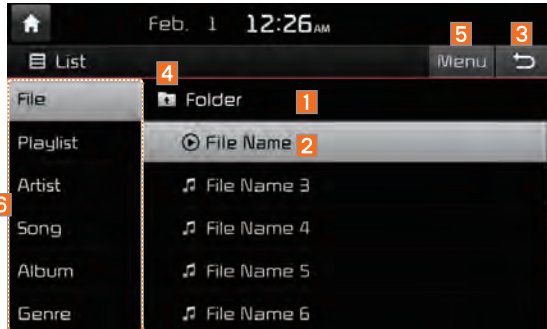 Feb. 1 12:26AM
5 3
List Menu
4
File Folder 1
Playlist File Name 2
Artist File Name 3
6
Song File Name 4
Album File Name 5
Genre File Name 6